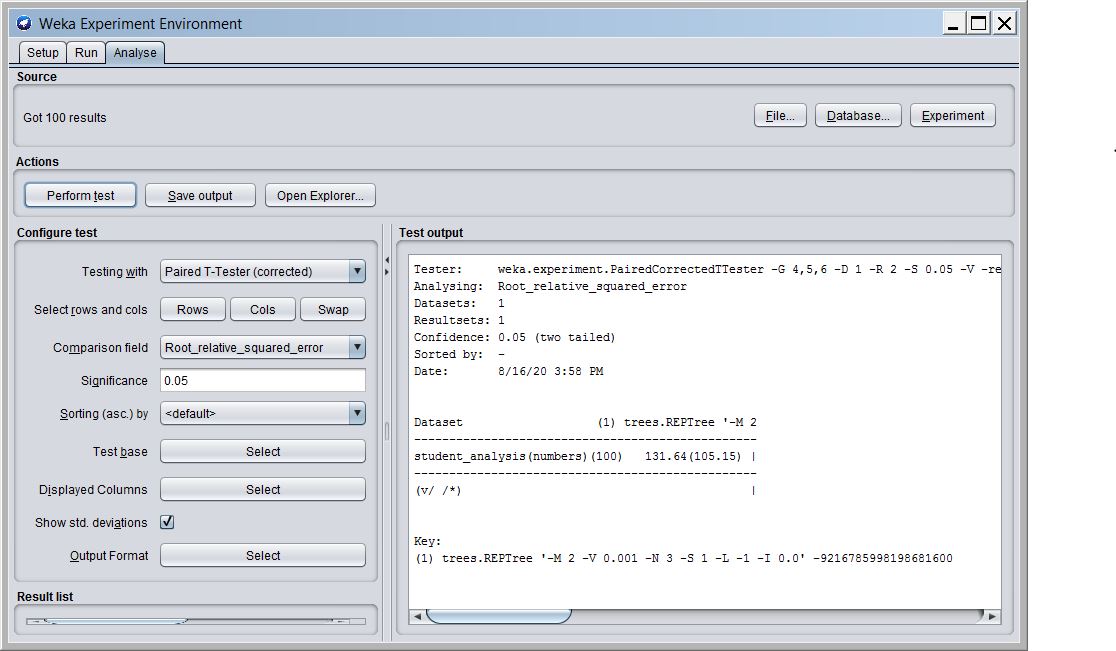 Weka Experiment Environment
Setup Run Analyse
Source
Got 100 results
File... Database... Experiment
Actions
Perform test Save output Open Explorer...
Configure test
Testing with Paired T-Tester (corrected)
Select rows and cols Rows Cols Swap
Comparison field Root_relative_squared_error
Significance 0.05
Sorting (asc.) by <default>
Test base Select
Displayed Columns Select
Show std. deviations
Output Format Select
Result list
Test output
Tester: weka.experiment.PairedCorrectedTTester -G 4,5,6 -D 1 -R 2 -S 0.05 -V -re
Analysing: Root_relative_squared_error
Datasets: 1
Resultsets: 1
Confidence: 0.05 (two tailed)
Sorted by: -
Date: 8/16/20 3:58 PM
Dataset (1) trees.REPTree '-M 2
--------------------------------------------------
student_analysis(numbers)(100) 131.64(105.15) |
--------------------------------------------------
(v/ /*) |
Key:
(1) trees.REPTree '-M 2 -V 0.001 -N 3 -S 1 -L -1 -I 0.0' -9216785998198681600